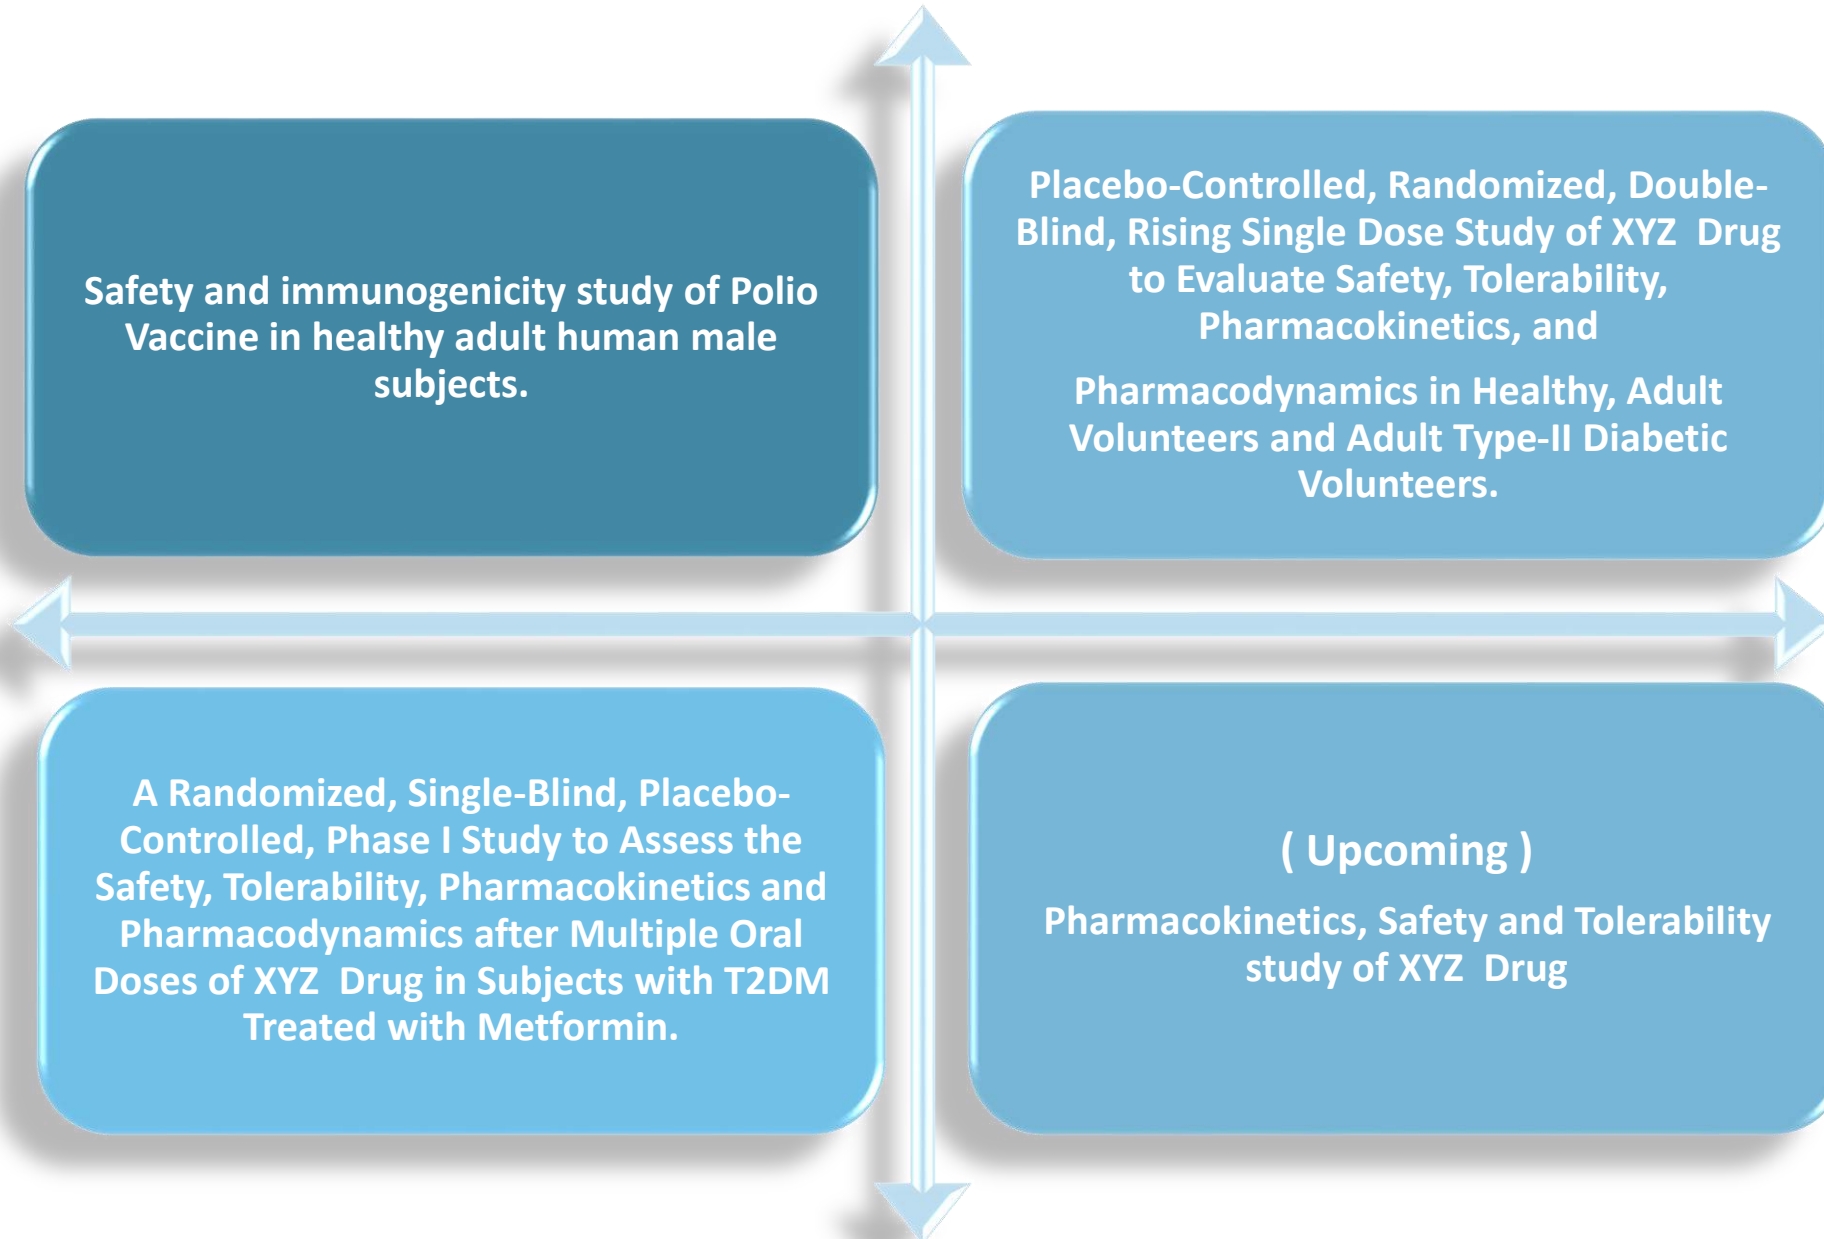 Safety and immunogenicity study of Polio
Vaccine in healthy adult human male
subjects.
Placebo-Controlled, Randomized, Double-
Blind, Rising Single Dose Study of XYZ  Drug
to Evaluate Safety, Tolerability,
Pharmacokinetics, and
Pharmacodynamics in Healthy, Adult
Volunteers and Adult Type-II Diabetic
Volunteers.
A Randomized, Single-Blind, Placebo-
Controlled, Phase I Study to Assess the
Safety, Tolerability, Pharmacokinetics and
Pharmacodynamics after Multiple Oral
Doses of XYZ  Drug in Subjects with T2DM
Treated with Metformin.
( Upcoming )
Pharmacokinetics, Safety and Tolerability
study of XYZ  Drug